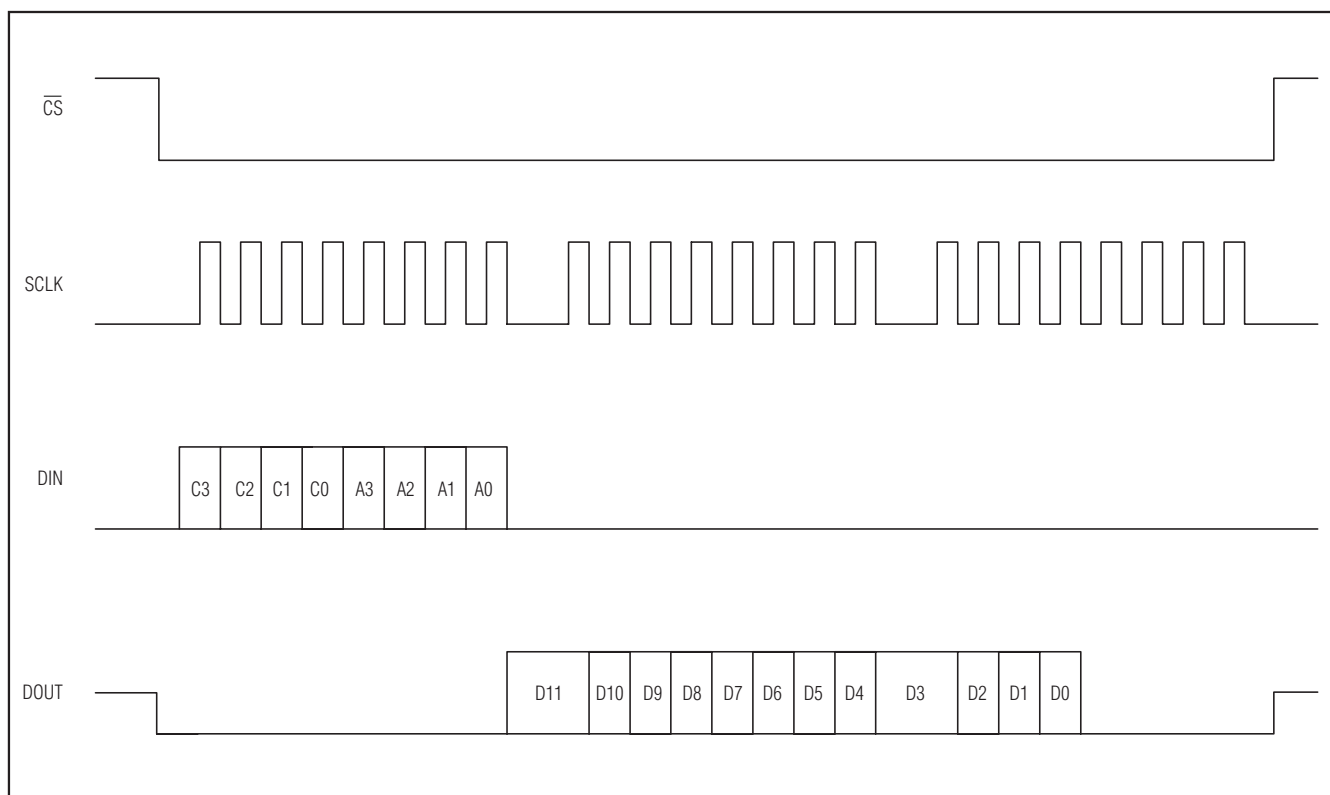 C̅S̅
SCLK
DIN
C3 C2 C1 C0 A3 A2 A1 A0
DOUT
D11 D10 D9 D8 D7 D6 D5 D4 D3 D2 D1 D0